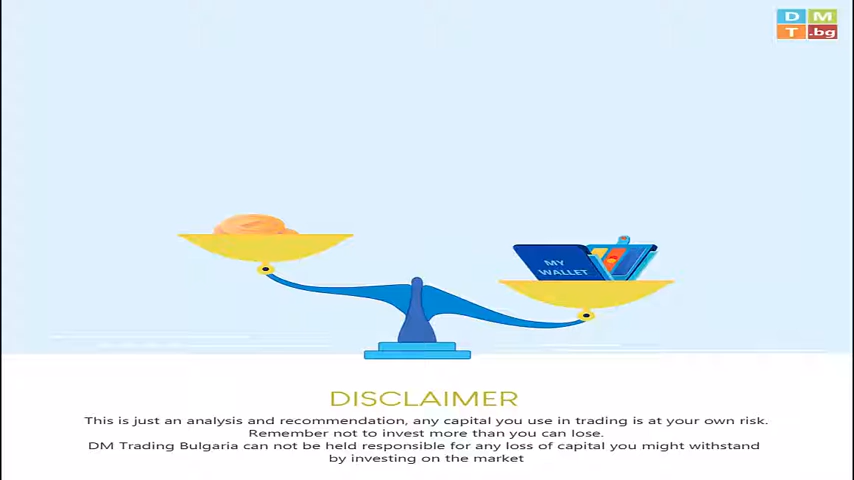 D M
T .bg
MY
WALLET
DISCLAIMER
This is just an analysis and recommendation, any capital you use in trading is at your own risk.
Remember not to invest more than you can lose.
DM Trading Bulgaria can not be held responsible for any loss of capital you might withstand
by investing on the market